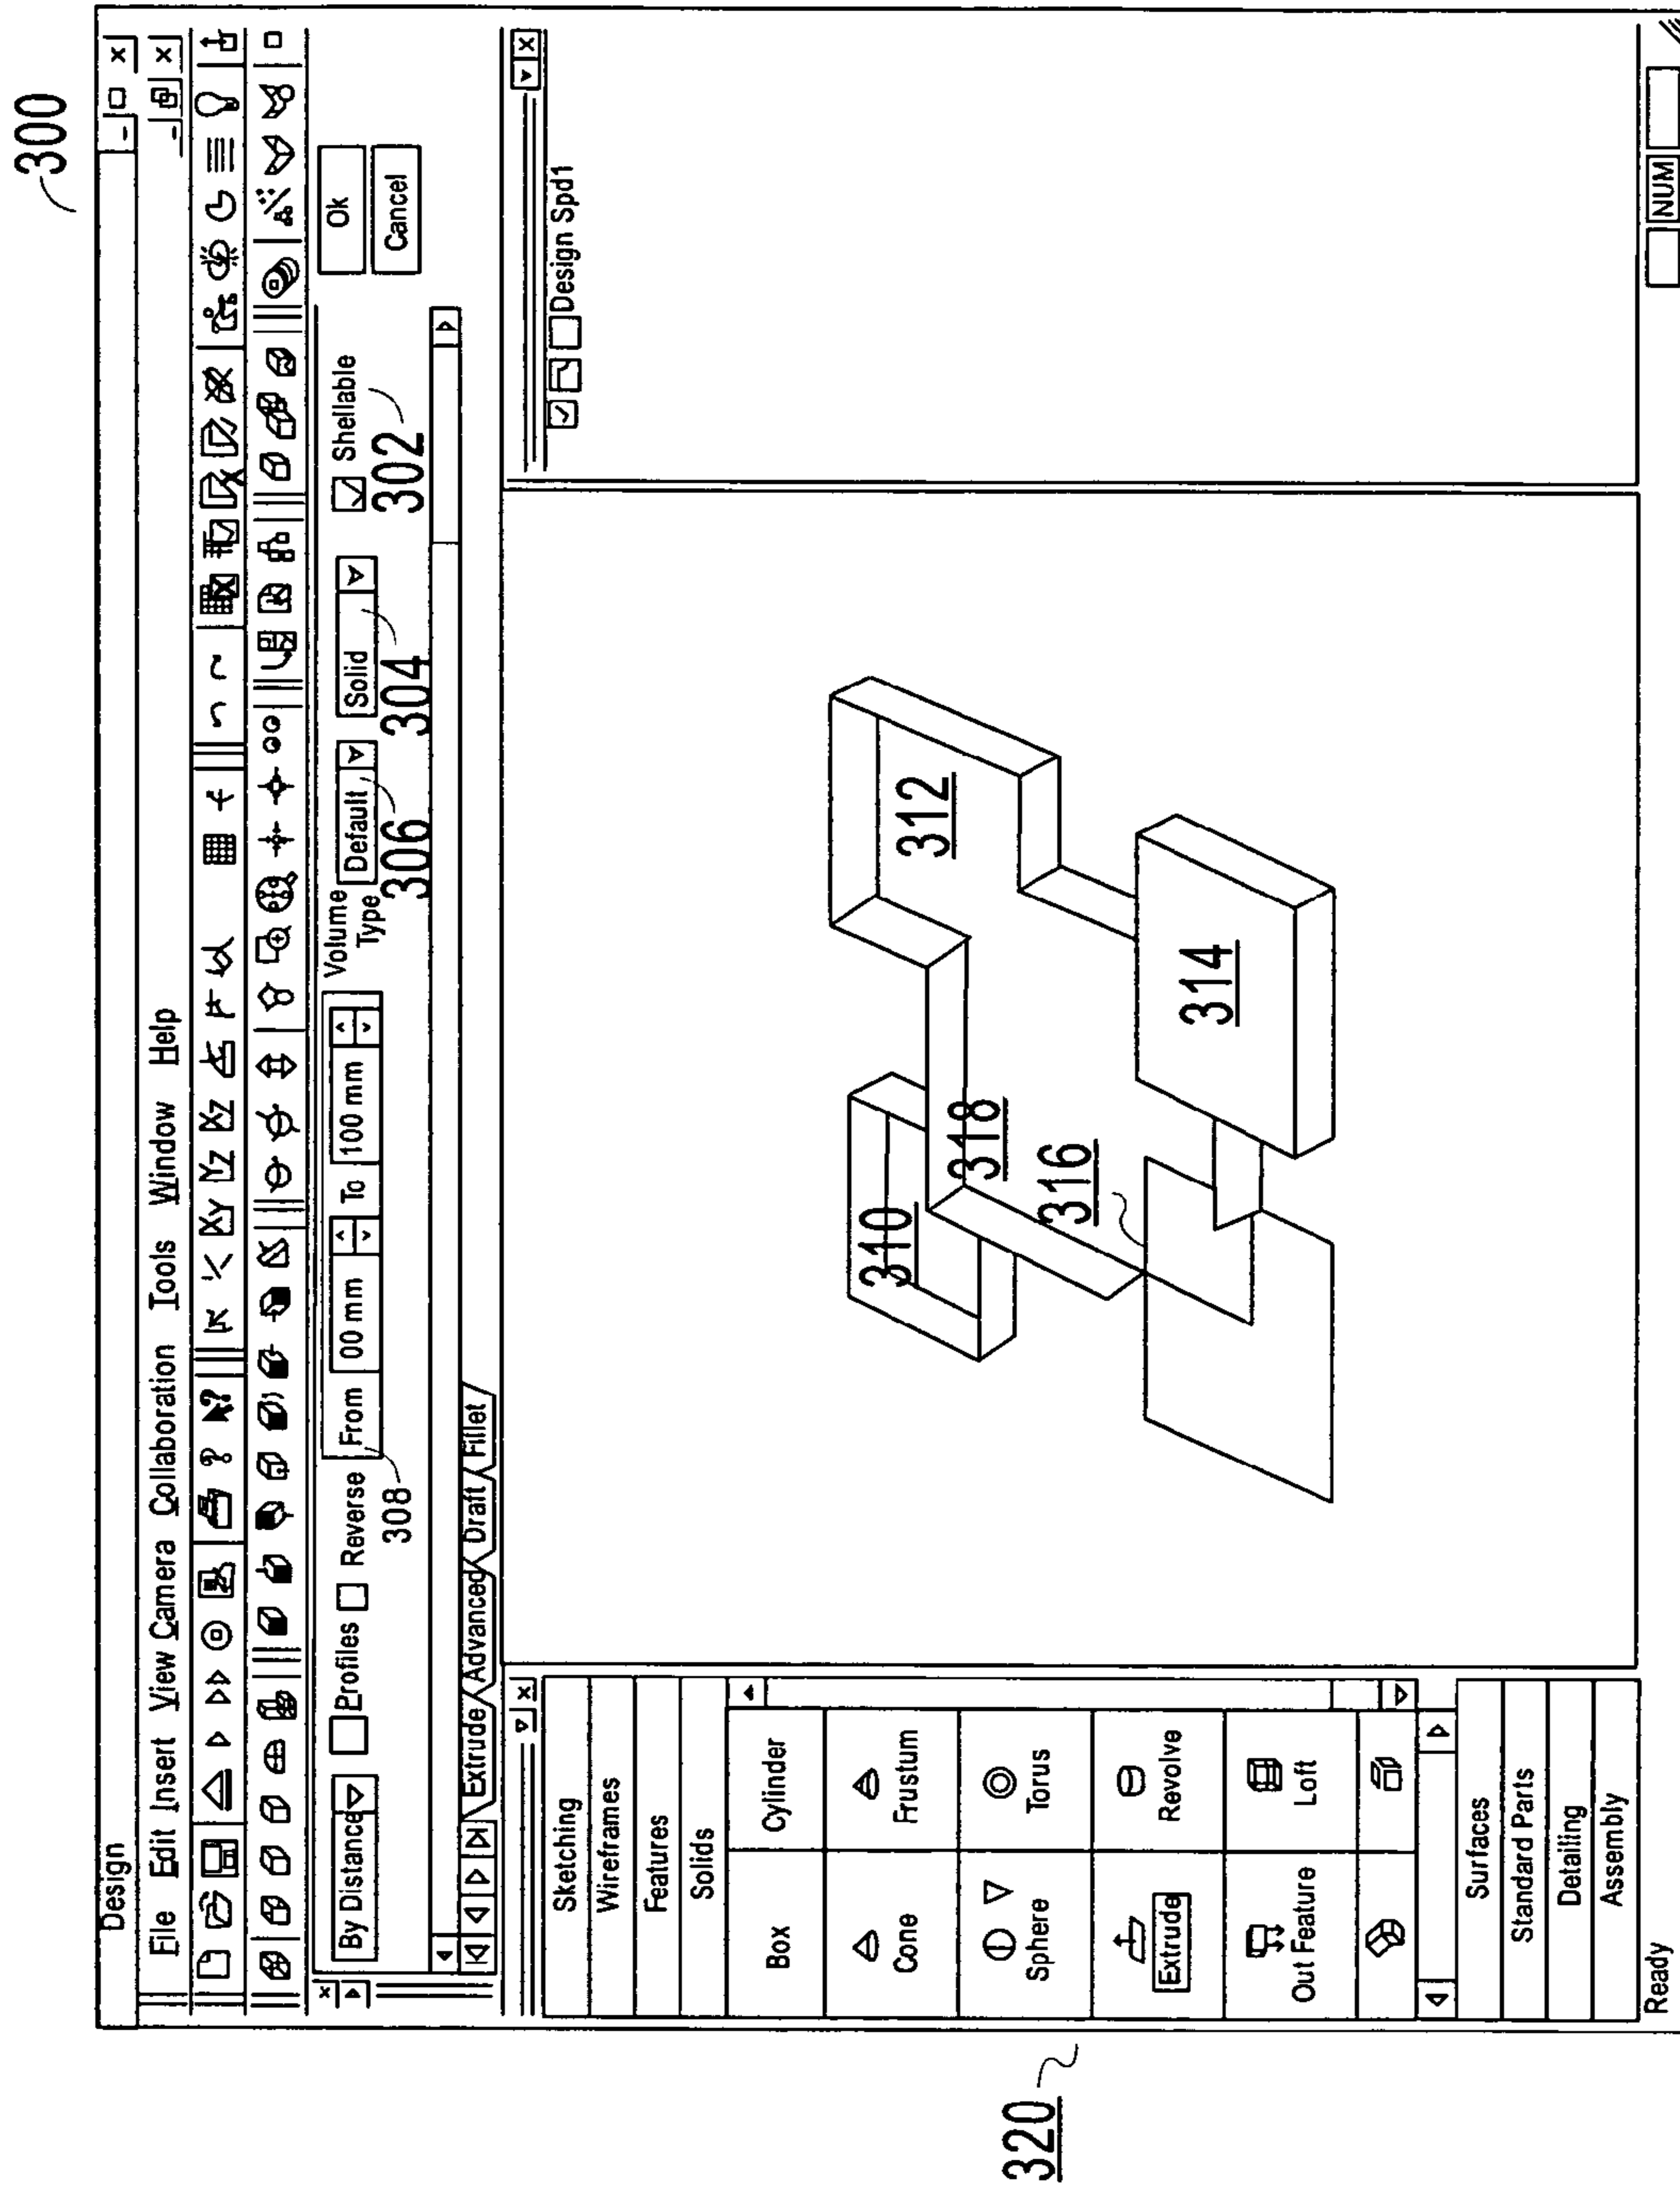 300
Design
File Edit Insert View Camera Collaboration Tools Window Help
XY YZ XZ
By Distance Profiles Reverse From 00 mm To 100 mm Volume Type Default Solid Shellable Ok
Cancel
308 306 304 302
Extrude Advanced Draft Fillet
Sketching
Wireframes
Features
Solids
Box Cylinder
Cone Frustum
Sphere Torus
Extrude Revolve
Out Feature Loft
Surfaces
Standard Parts
Detailing
Assembly
320
310
312
318
316
314
Design Spd1
Ready NUM